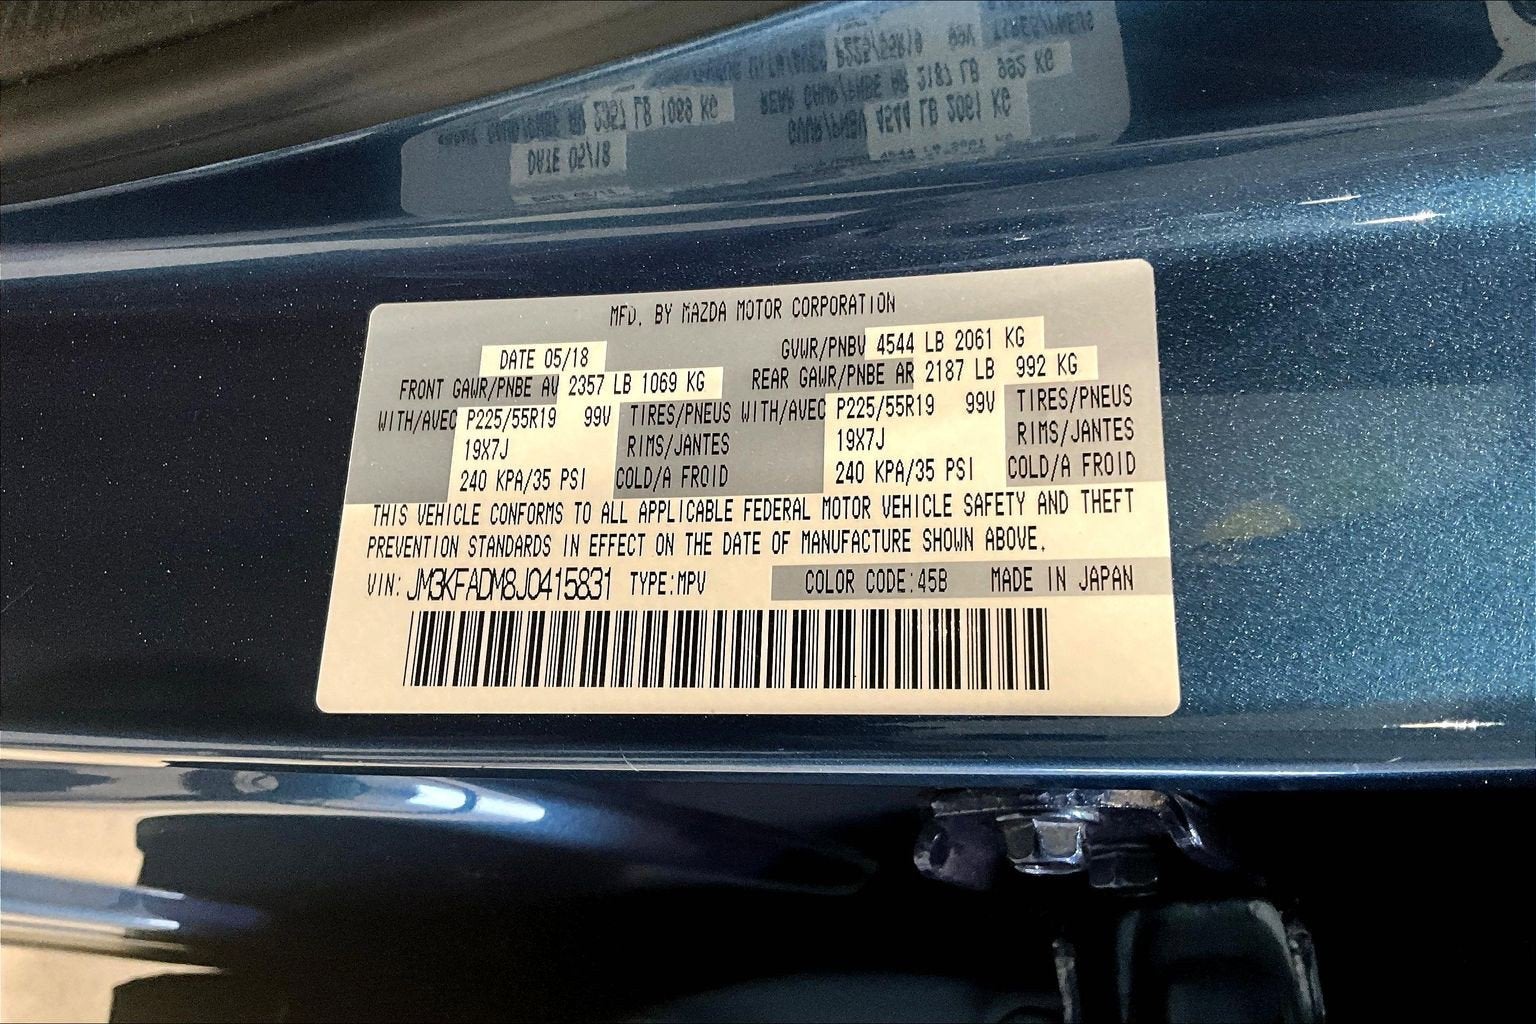 MFD. BY MAZDA MOTOR CORPORATION
DATE 05/18 GVWR/PNBV 4544 LB 2061 KG
FRONT GAWR/PNBE AV 2357 LB 1069 KG REAR GAWR/PNBE AR 2187 LB 992 KG
WITH/AVEC P225/55R19 99V TIRES/PNEUS WITH/AVEC P225/55R19 99V TIRES/PNEUS
19X7J RIMS/JANTES 19X7J RIMS/JANTES
240 KPA/35 PSI COLD/A FROID 240 KPA/35 PSI COLD/A FROID
THIS VEHICLE CONFORMS TO ALL APPLICABLE FEDERAL MOTOR VEHICLE SAFETY AND THEFT
PREVENTION STANDARDS IN EFFECT ON THE DATE OF MANUFACTURE SHOWN ABOVE.
VIN: JM3KFADM8J0415831 TYPE:MPV COLOR CODE:45B MADE IN JAPAN